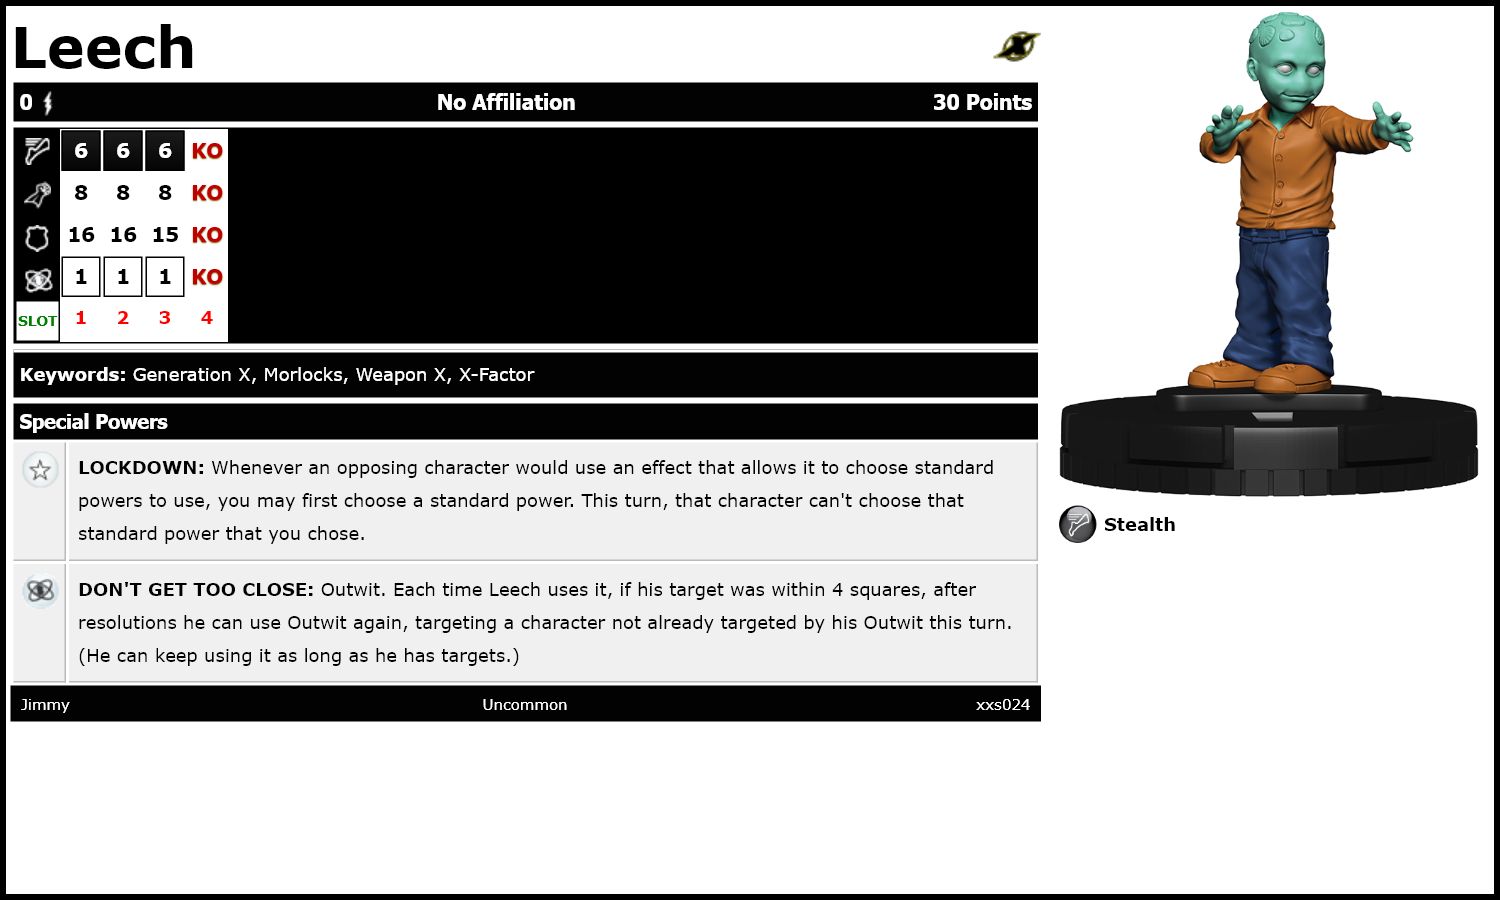 Leech
0 No Affiliation 30 Points
6 6 6 KO
8 8 8 KO
16 16 15 KO
1 1 1 KO
SLOT 1 2 3 4
Keywords: Generation X, Morlocks, Weapon X, X-Factor
Special Powers
LOCKDOWN: Whenever an opposing character would use an effect that allows it to choose standard
powers to use, you may first choose a standard power. This turn, that character can't choose that
standard power that you chose.
DON'T GET TOO CLOSE: Outwit. Each time Leech uses it, if his target was within 4 squares, after
resolutions he can use Outwit again, targeting a character not already targeted by his Outwit this turn.
(He can keep using it as long as he has targets.)
Jimmy Uncommon xxs024
Stealth